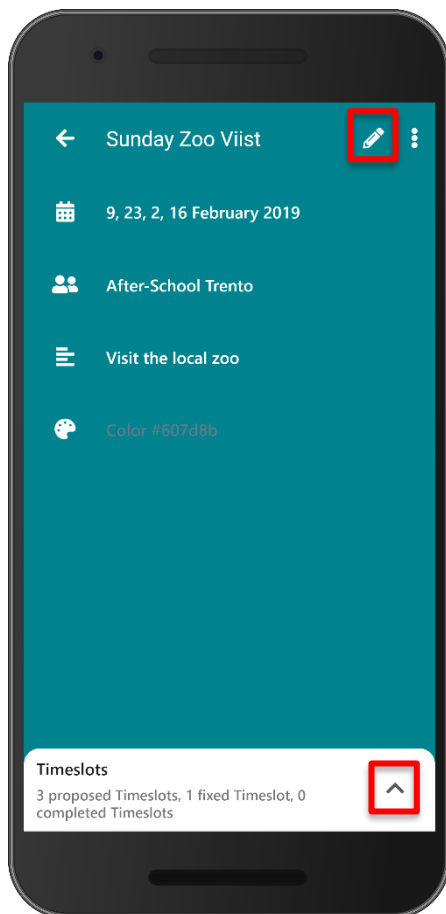 Sunday Zoo Viist
9, 23, 2, 16 February 2019
After-School Trento
Visit the local zoo
Color #607d8b
Timeslots
3 proposed Timeslots, 1 fixed Timeslot, 0
completed Timeslots